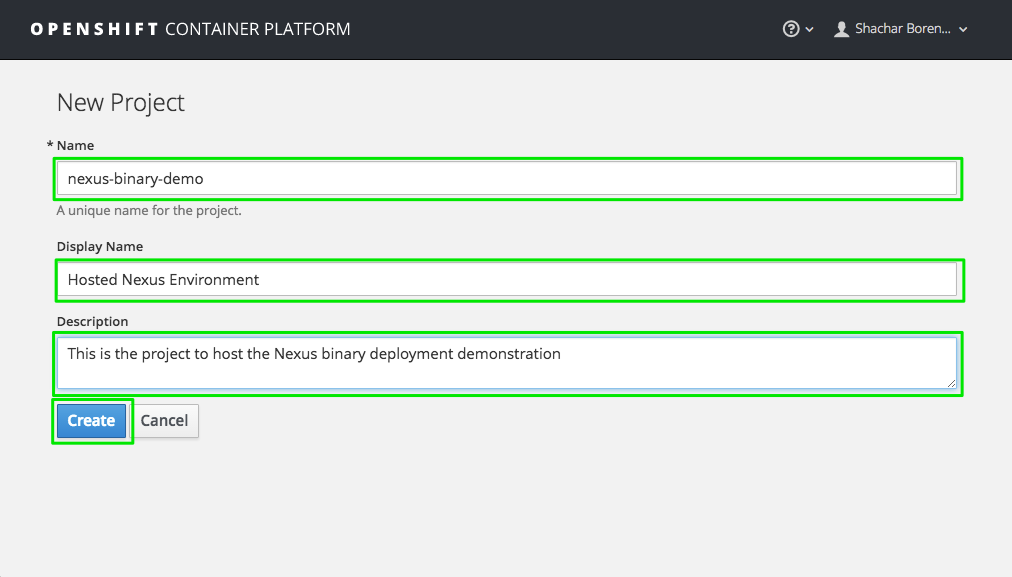 OPENSHIFT CONTAINER PLATFORM
? Shachar Boren...
New Project
* Name
nexus-binary-demo
A unique name for the project.
Display Name
Hosted Nexus Environment
Description
This is the project to host the Nexus binary deployment demonstration
Create Cancel